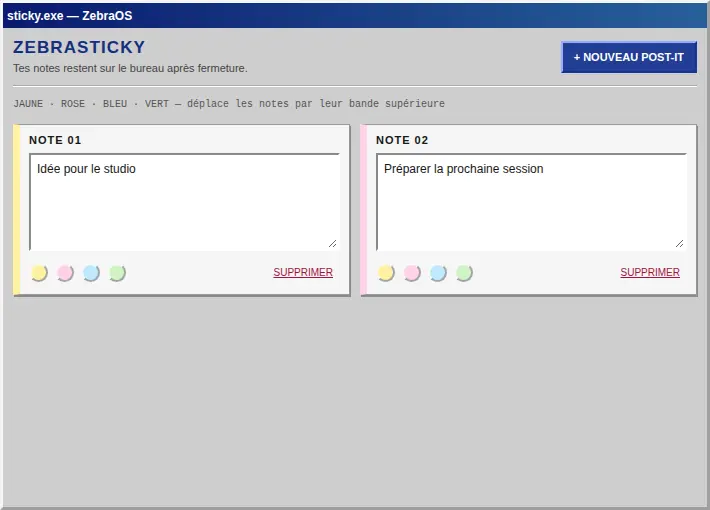 sticky.exe — ZebraOS
ZEBRASTICKY
Tes notes restent sur le bureau après fermeture.
+ NOUVEAU POST-IT
JAUNE · ROSE · BLEU · VERT — déplace les notes par leur bande supérieure
NOTE 01
Idée pour le studio
SUPPRIMER
NOTE 02
Préparer la prochaine session
SUPPRIMER